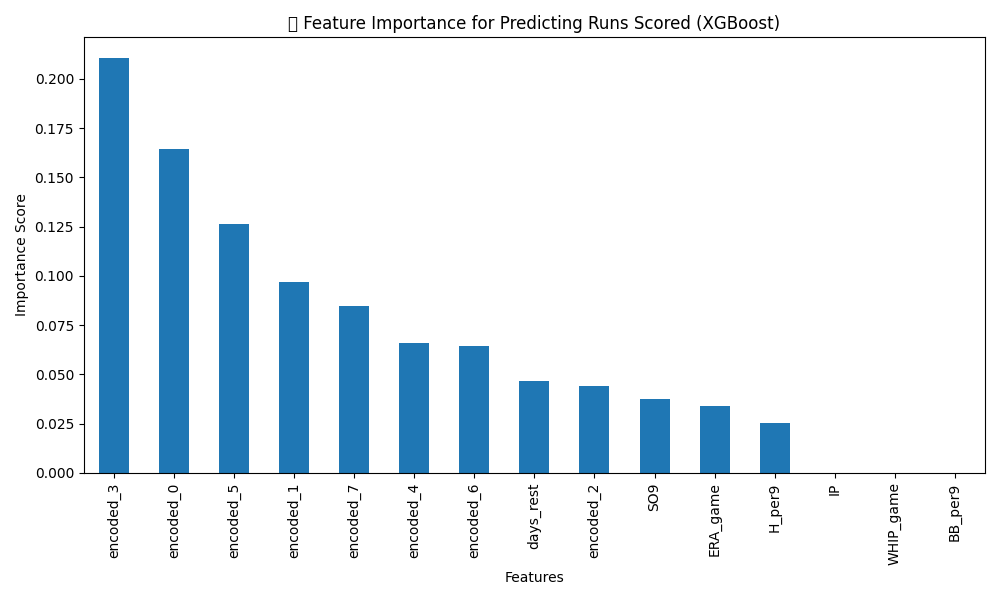 Feature Importance for Predicting Runs Scored (XGBoost)
Importance Score
0.200
0.175
0.150
0.125
0.100
0.075
0.050
0.025
0.000
encoded_3
encoded_0
encoded_5
encoded_1
encoded_7
encoded_4
encoded_6
days_rest
encoded_2
SO9
ERA_game
H_per9
IP
WHIP_game
BB_per9
Features